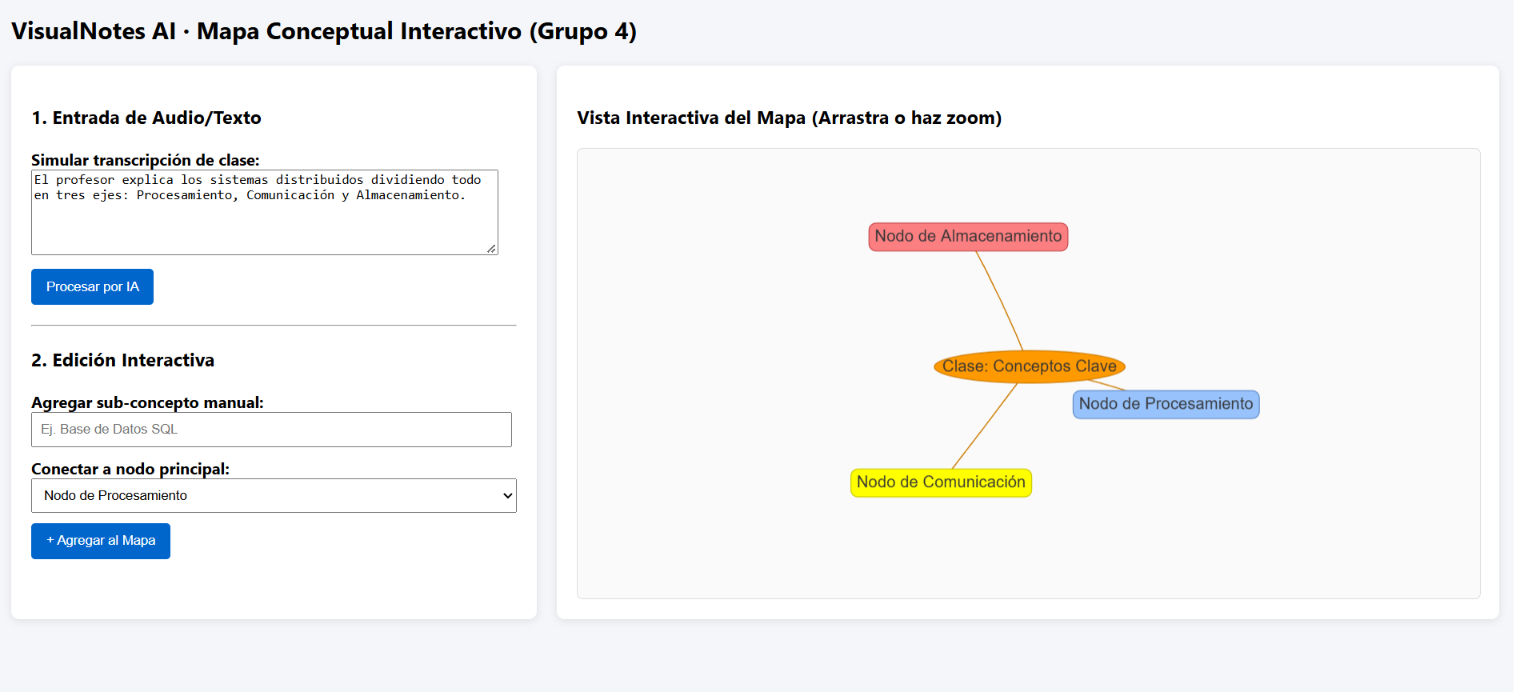 VisualNotes AI · Mapa Conceptual Interactivo (Grupo 4)
1. Entrada de Audio/Texto
Simular transcripción de clase:
El profesor explica los sistemas distribuidos dividiendo todo
en tres ejes: Procesamiento, Comunicación y Almacenamiento.
Procesar por IA
2. Edición Interactiva
Agregar sub-concepto manual:
Ej. Base de Datos SQL
Conectar a nodo principal:
Nodo de Procesamiento
+ Agregar al Mapa
Vista Interactiva del Mapa (Arrastra o haz zoom)
Nodo de Almacenamiento
Clase: Conceptos Clave
Nodo de Procesamiento
Nodo de Comunicación